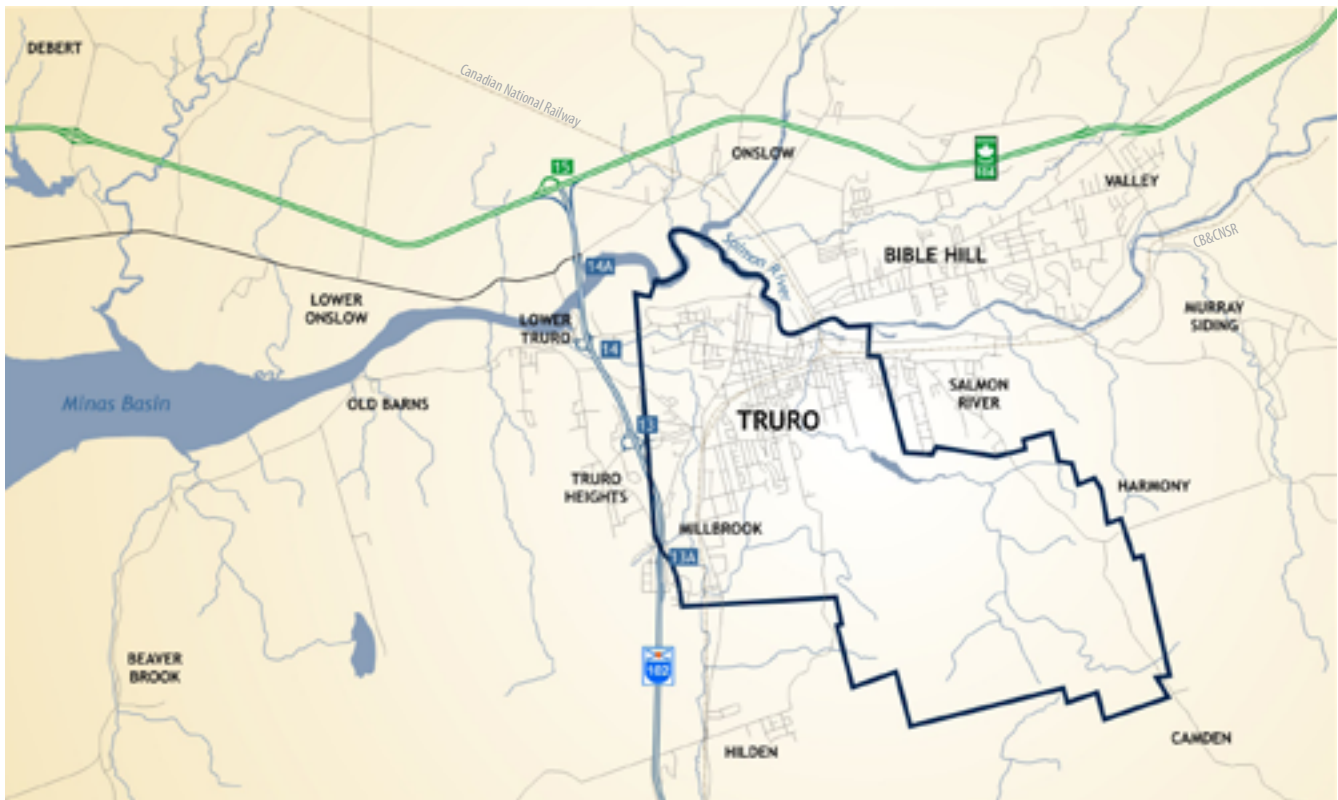 DEBERT
Canadian National Railway
15
ONSLOW
104
VALLEY
Salmon River
BIBLE HILL
CB&CNSR
14A
LOWER
ONSLOW
LOWER
TRURO
14
MURRAY
SIDING
Minas Basin
OLD BARNS
SALMON
RIVER
TRURO
13
TRURO
HEIGHTS
HARMONY
MILLBROOK
13A
BEAVER
BROOK
102
HILDEN
CAMDEN